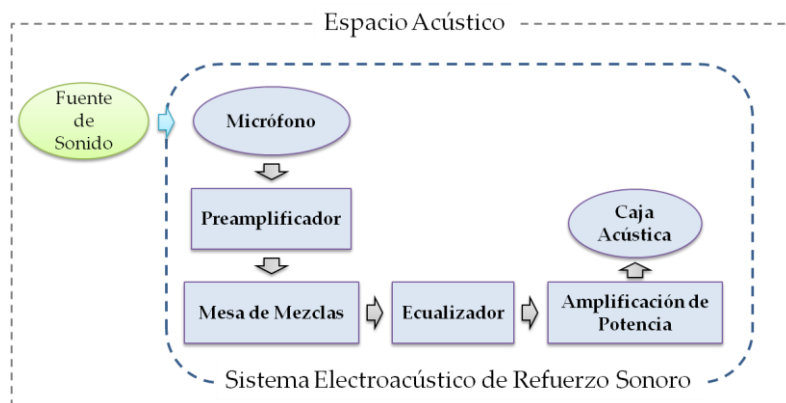 Espacio Acústico
Fuente
de
Sonido
Micrófono
Preamplificador
Caja
Acústica
Mesa de Mezclas
Ecualizador
Amplificación de
Potencia
Sistema Electroacústico de Refuerzo Sonoro